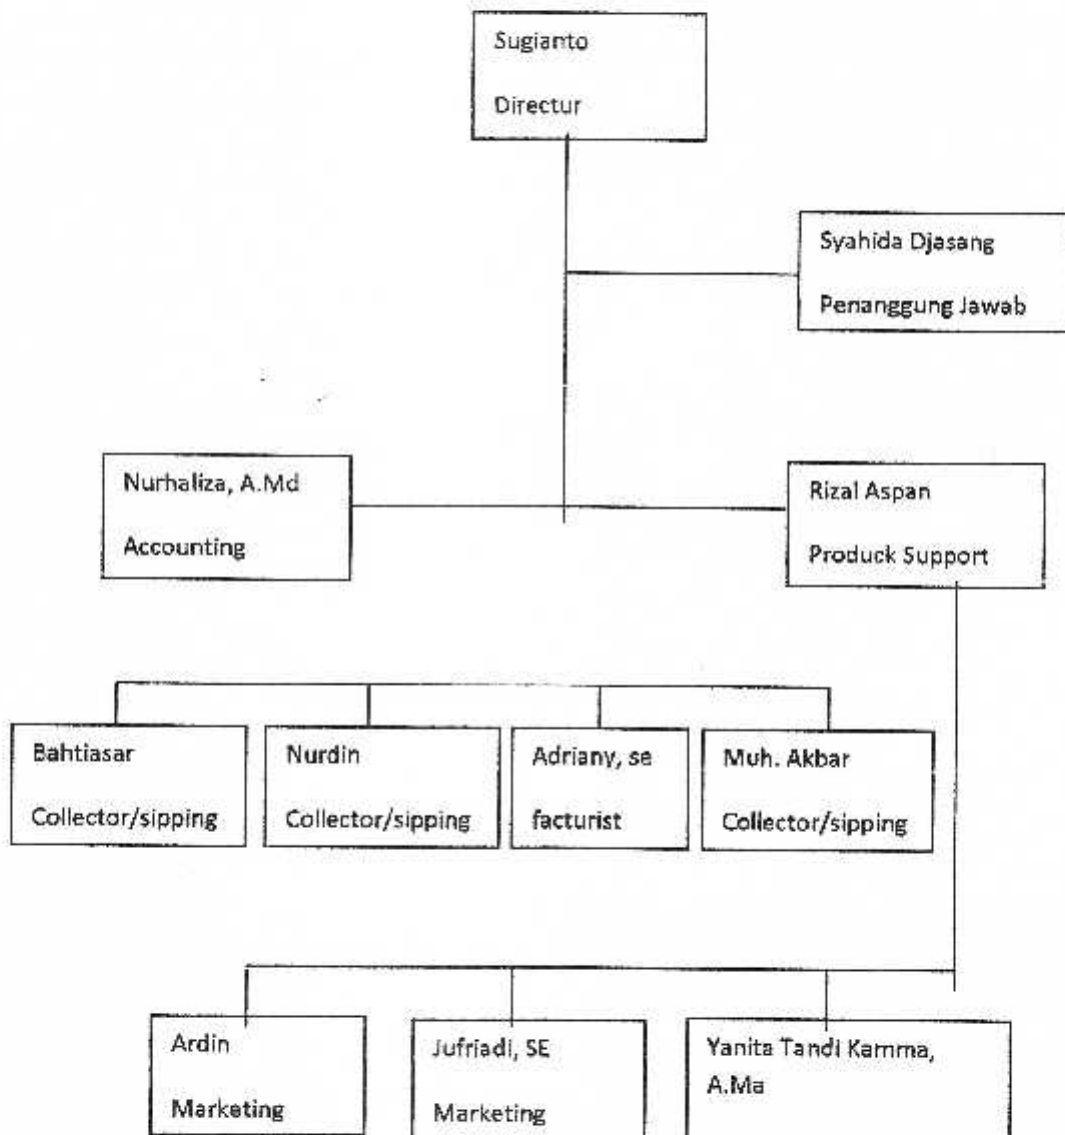 Sugianto
Directur
Syahida Djasang
Penanggung Jawab
Nurhaliza, A.Md
Accounting
Rizal Aspan
Produck Support
Bahtiasar
Collector/sipping
Nurdin
Collector/sipping
Adriany, se
facturist
Muh. Akbar
Collector/sipping
Ardin
Marketing
Jufriadi, SE
Marketing
Yanita Tandi Kamma,
A.Ma